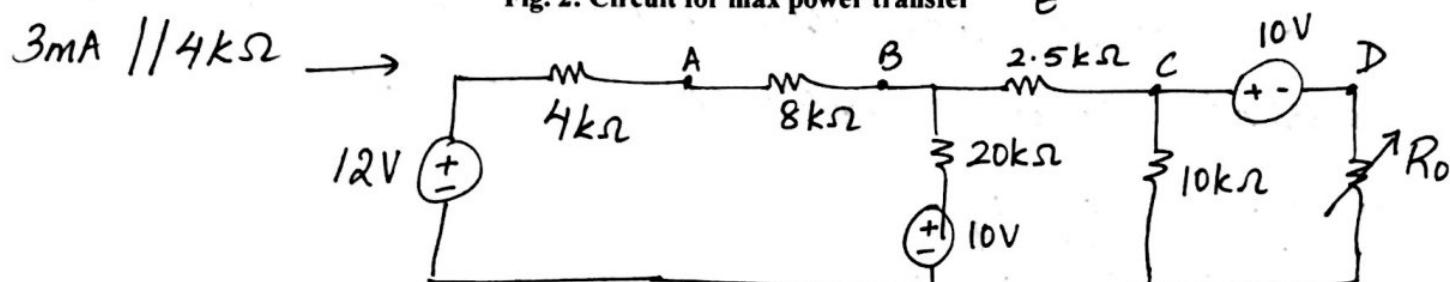 Fig. 2. Circuit for max power transfer
3mA // 4kΩ
A B 2.5kΩ C 10V D
4kΩ 8kΩ
+ -
12V + - 20kΩ 10kΩ R0
+ - 10V